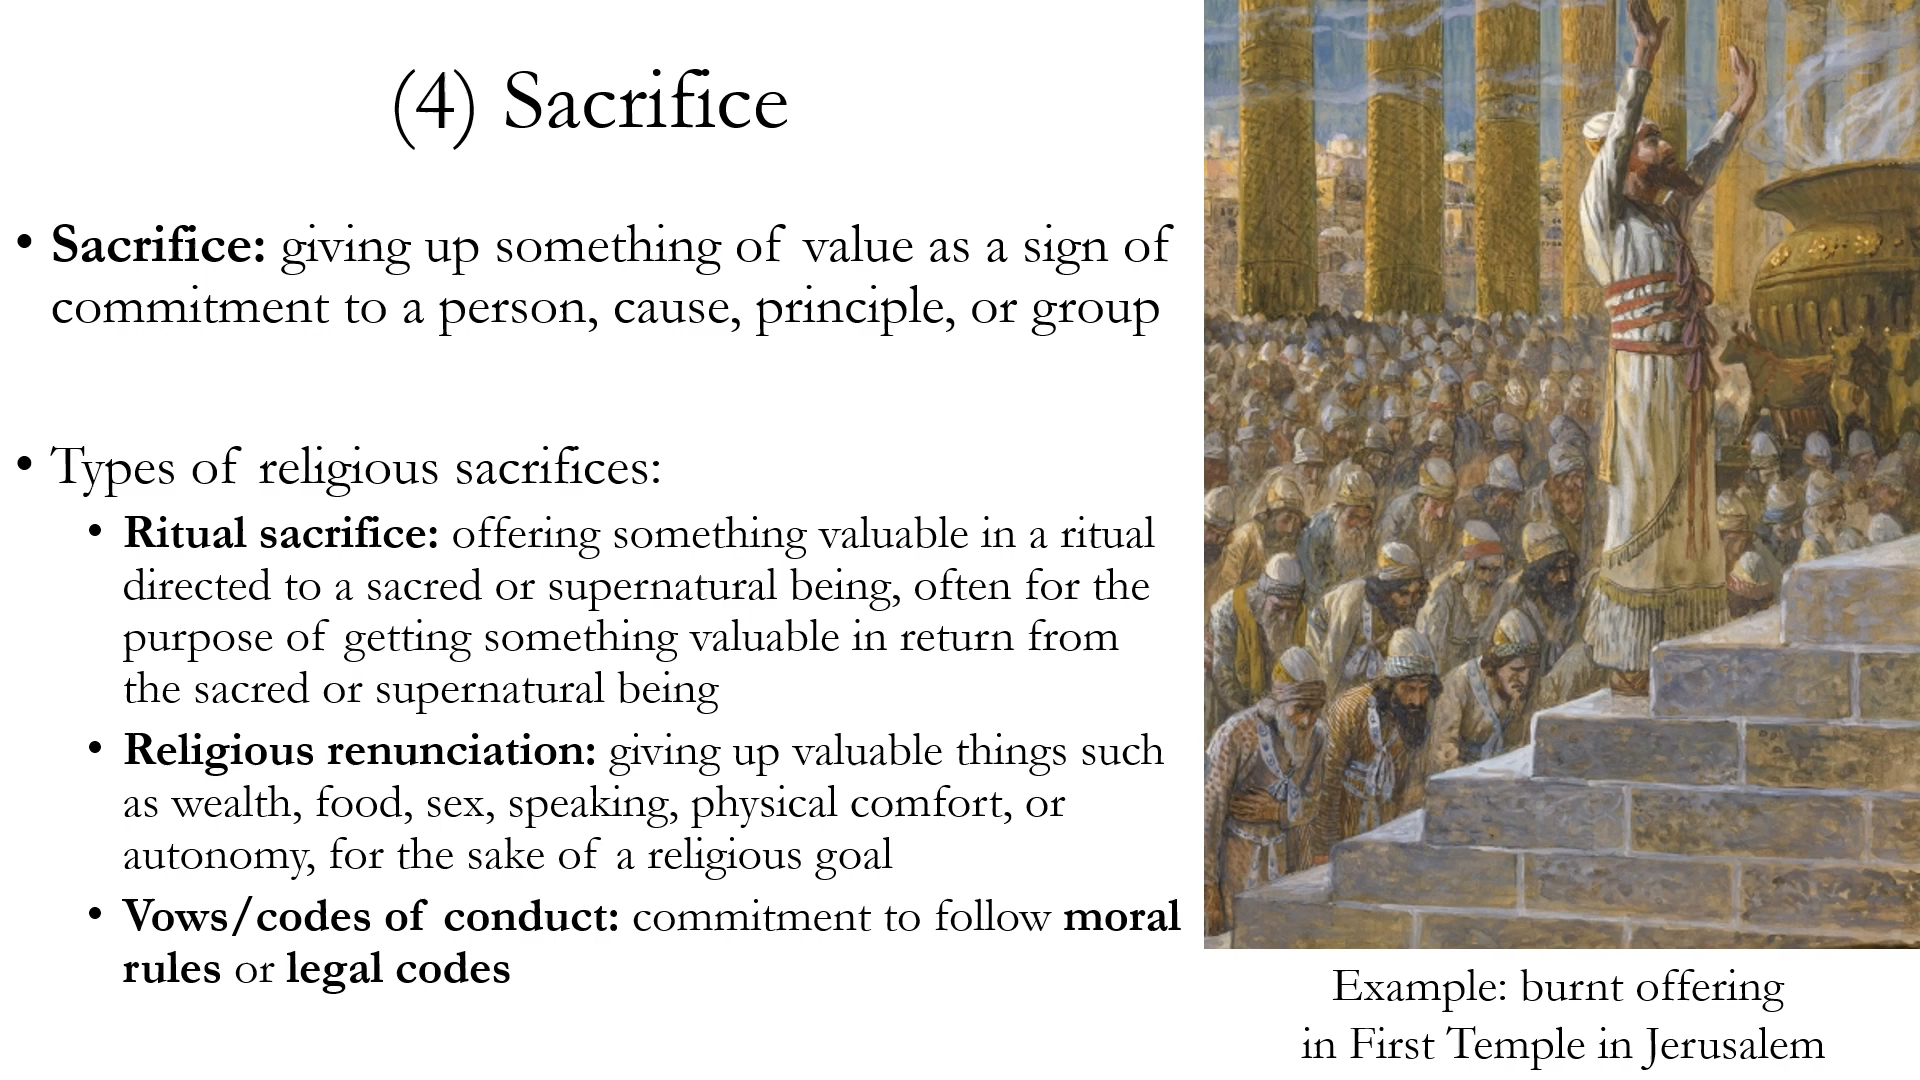 (4) Sacrifice
• Sacrifice: giving up something of value as a sign of
commitment to a person, cause, principle, or group
• Types of religious sacrifices:
• Ritual sacrifice: offering something valuable in a ritual
directed to a sacred or supernatural being, often for the
purpose of getting something valuable in return from
the sacred or supernatural being
• Religious renunciation: giving up valuable things such
as wealth, food, sex, speaking, physical comfort, or
autonomy, for the sake of a religious goal
• Vows/codes of conduct: commitment to follow moral
rules or legal codes
Example: burnt offering
in First Temple in Jerusalem